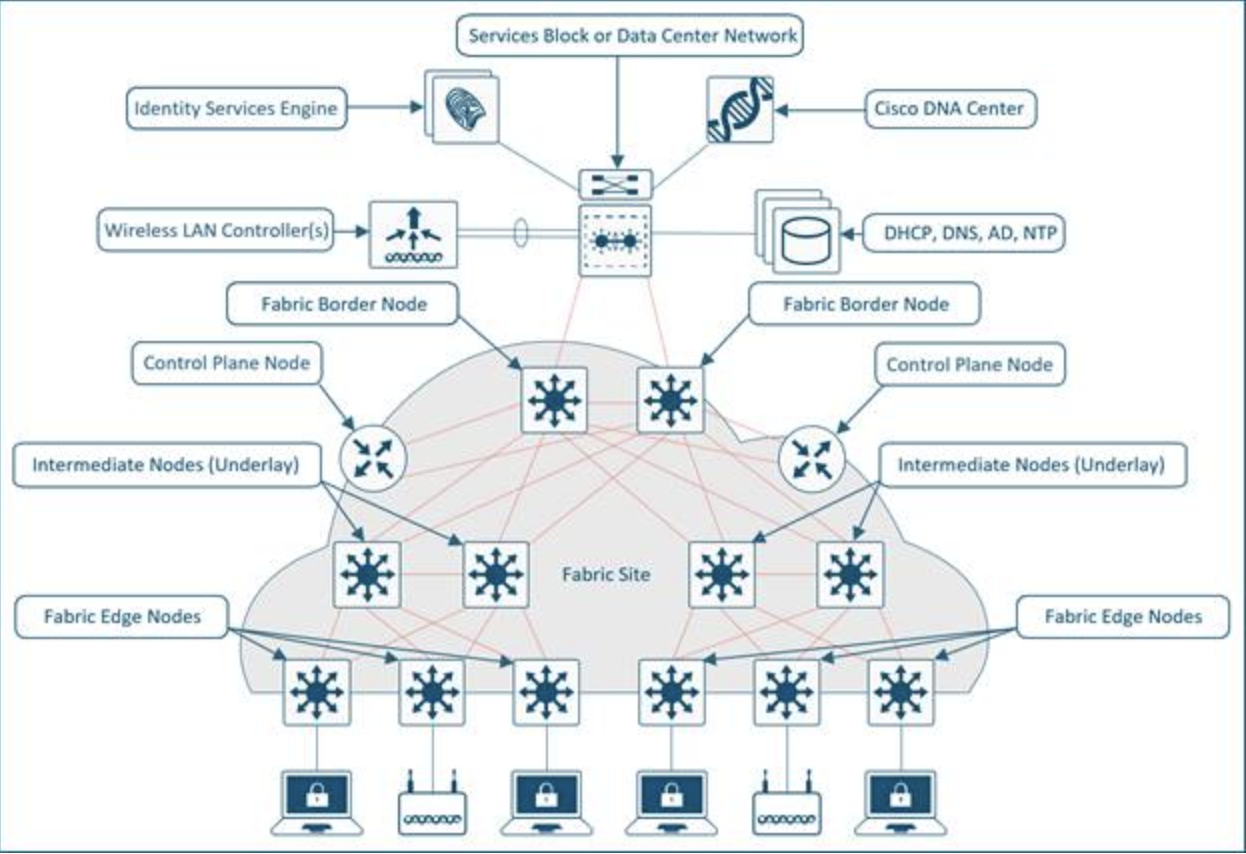 Services Block or Data Center Network
Identity Services Engine
Cisco DNA Center
Wireless LAN Controller(s)
DHCP, DNS, AD, NTP
Fabric Border Node
Fabric Border Node
Control Plane Node
Control Plane Node
Intermediate Nodes (Underlay)
Intermediate Nodes (Underlay)
Fabric Site
Fabric Edge Nodes
Fabric Edge Nodes